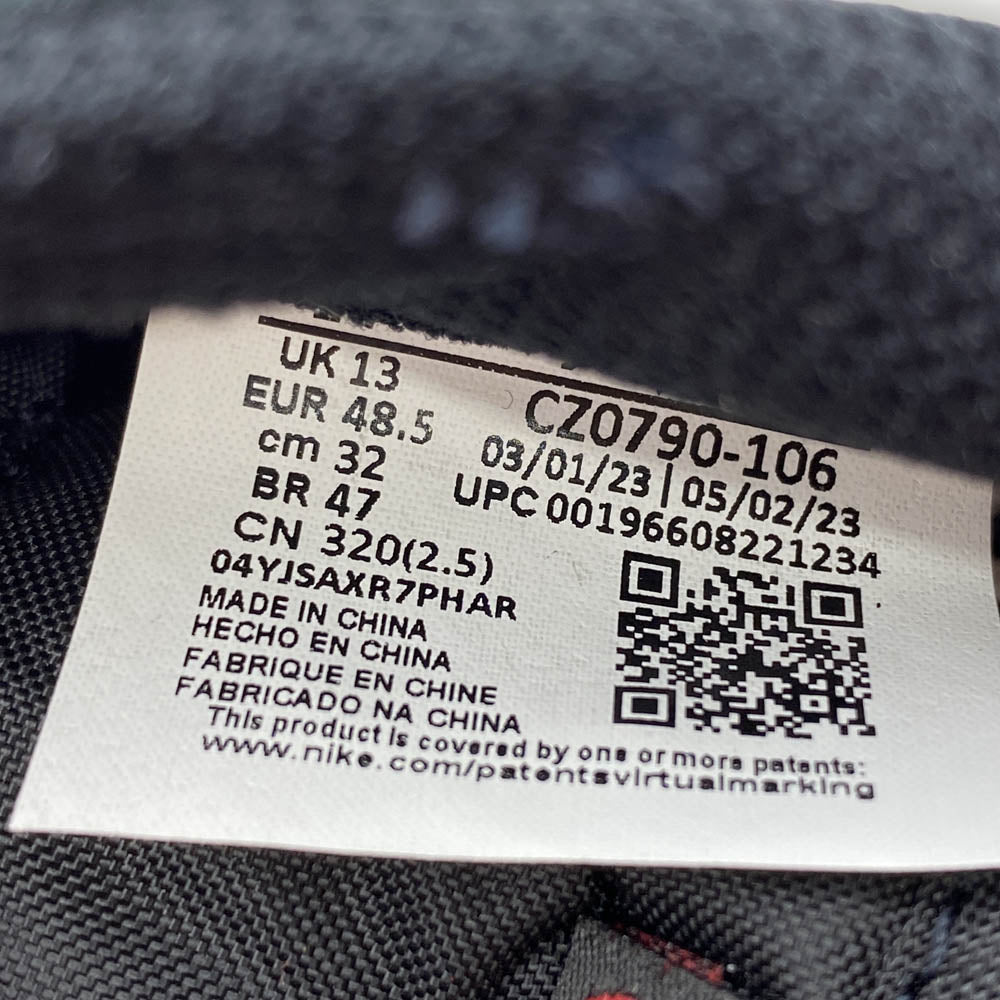 UK 13
EUR 48.5
cm 32
BR 47
CN 320(2.5)
04YJSAXR7PHAR
MADE IN CHINA
HECHO EN CHINA
FABRIQUE EN CHINE
FABRICADO NA CHINA
CZ0790-106
03/01/23 | 05/02/23
UPC 00196608221234
This product is covered by one or more patents:
www.nike.com/patentsvirtualmarking